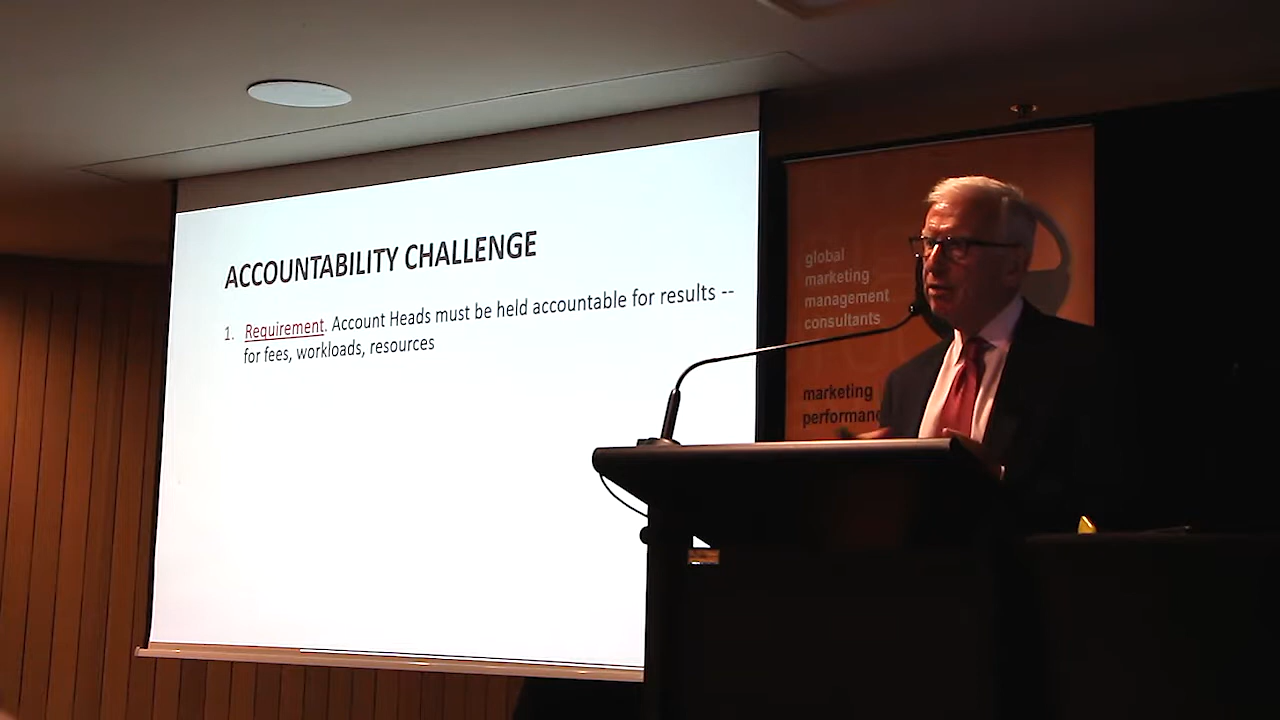 ACCOUNTABILITY CHALLENGE
1. Requirement. Account Heads must be held accountable for results --
for fees, workloads, resources
global
marketing
management
consultants
marketing